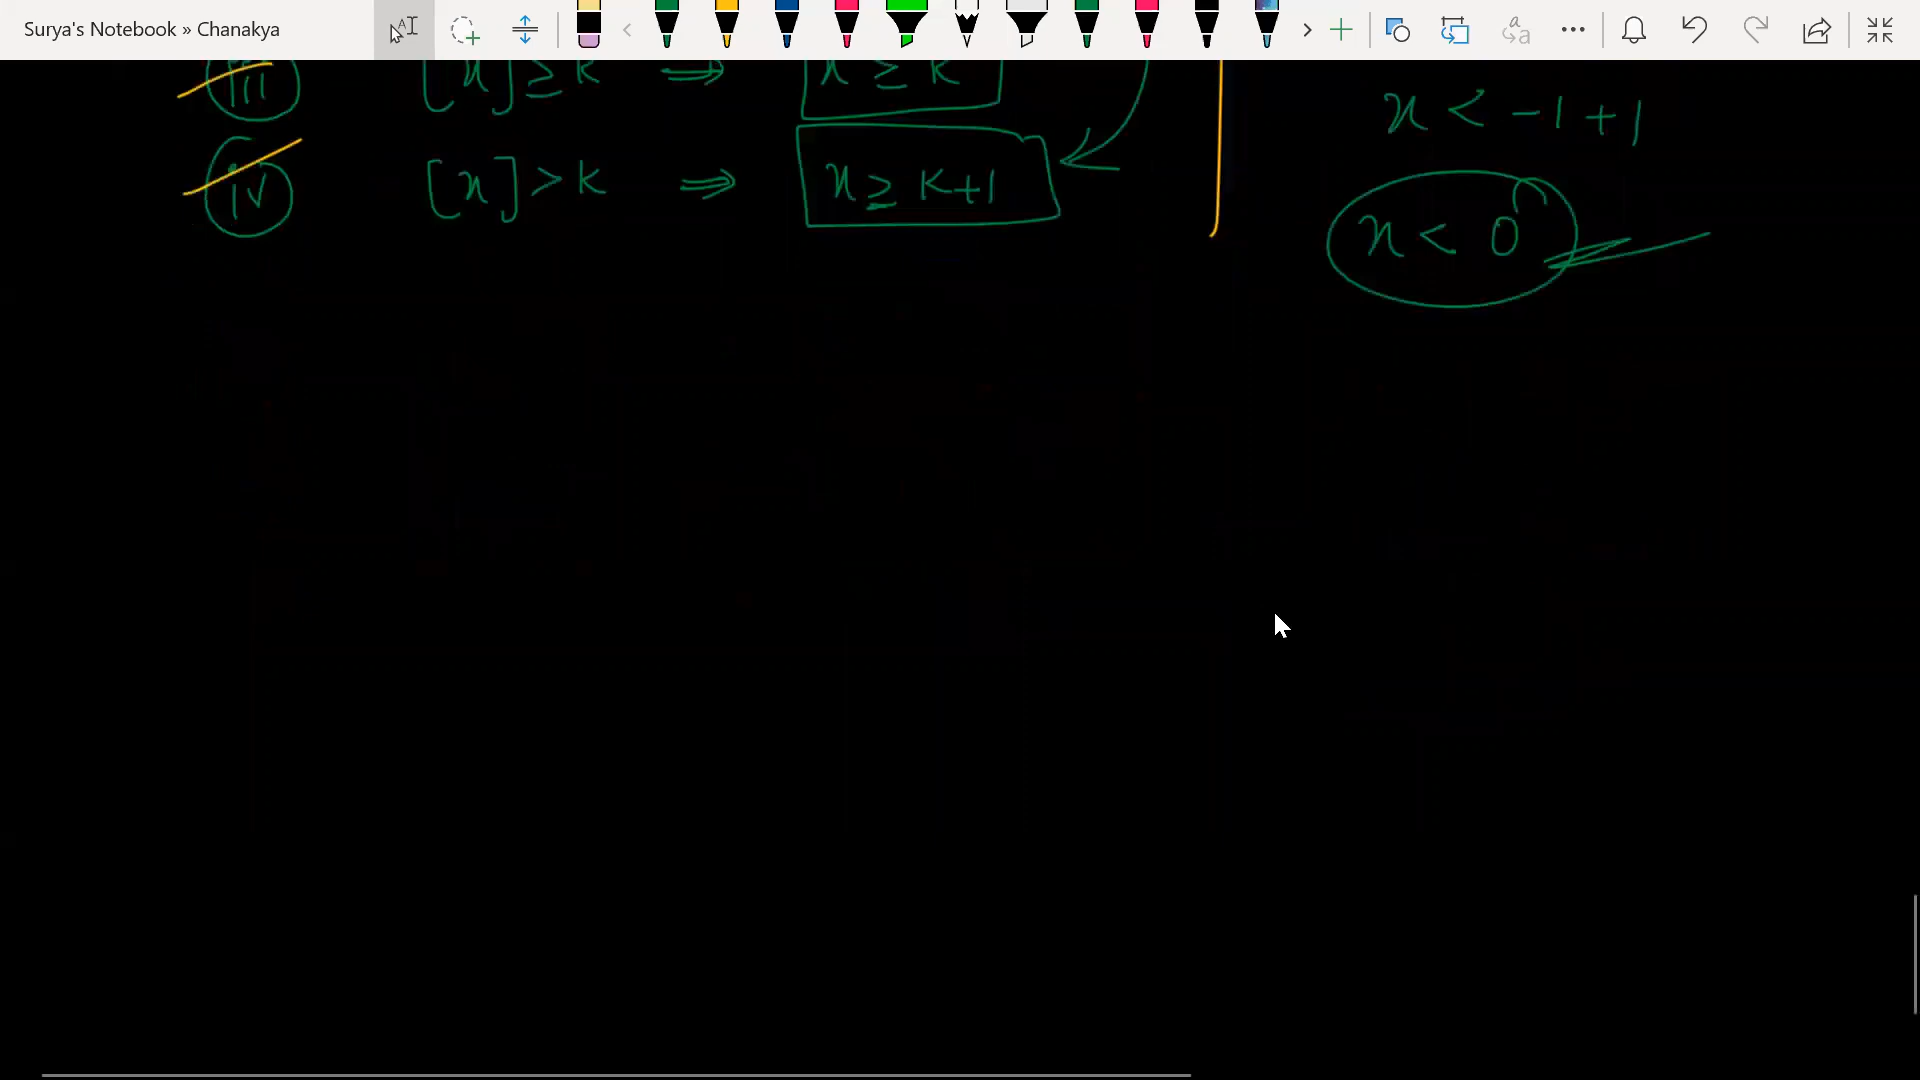 Surya's Notebook » Chanakya
(iii) [x] ≥ k ⇒ x ≥ k
(iv) [x] > k ⇒ x ≥ k+1
x < -1 + 1
x < 0